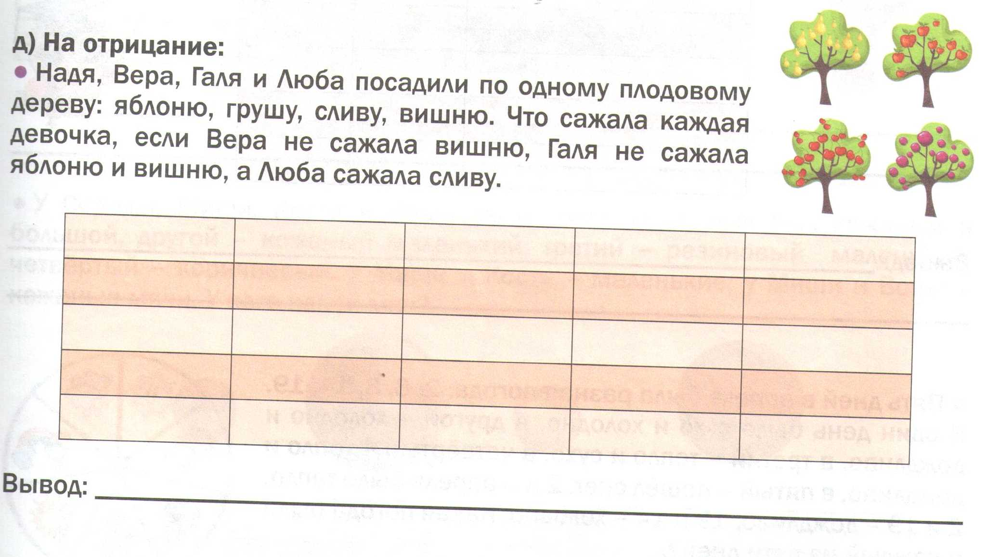 д) На отрицание:
• Надя, Вера, Галя и Люба посадили по одному плодовому
дереву: яблоню, грушу, сливу, вишню. Что сажала каждая
девочка, если Вера не сажала вишню, Галя не сажала
яблоню и вишню, а Люба сажала сливу.
Вывод: